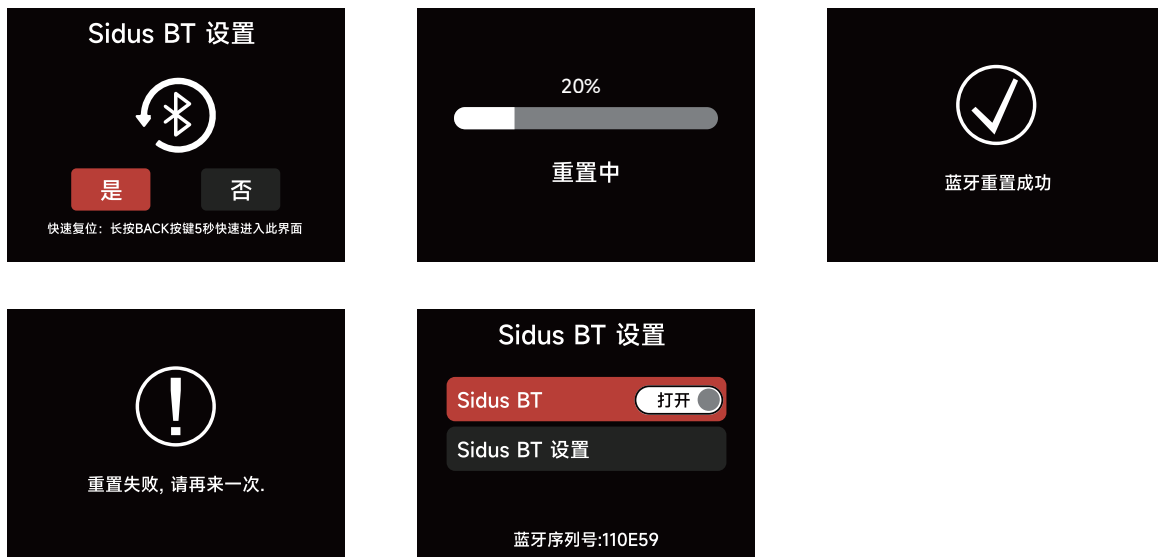 Sidus BT 设置
是
否
快速复位：长按BACK按键5秒快速进入此界面
20%
重置中
蓝牙重置成功
重置失败, 请再来一次.
Sidus BT 设置
Sidus BT
打开
Sidus BT 设置
蓝牙序列号:110E59